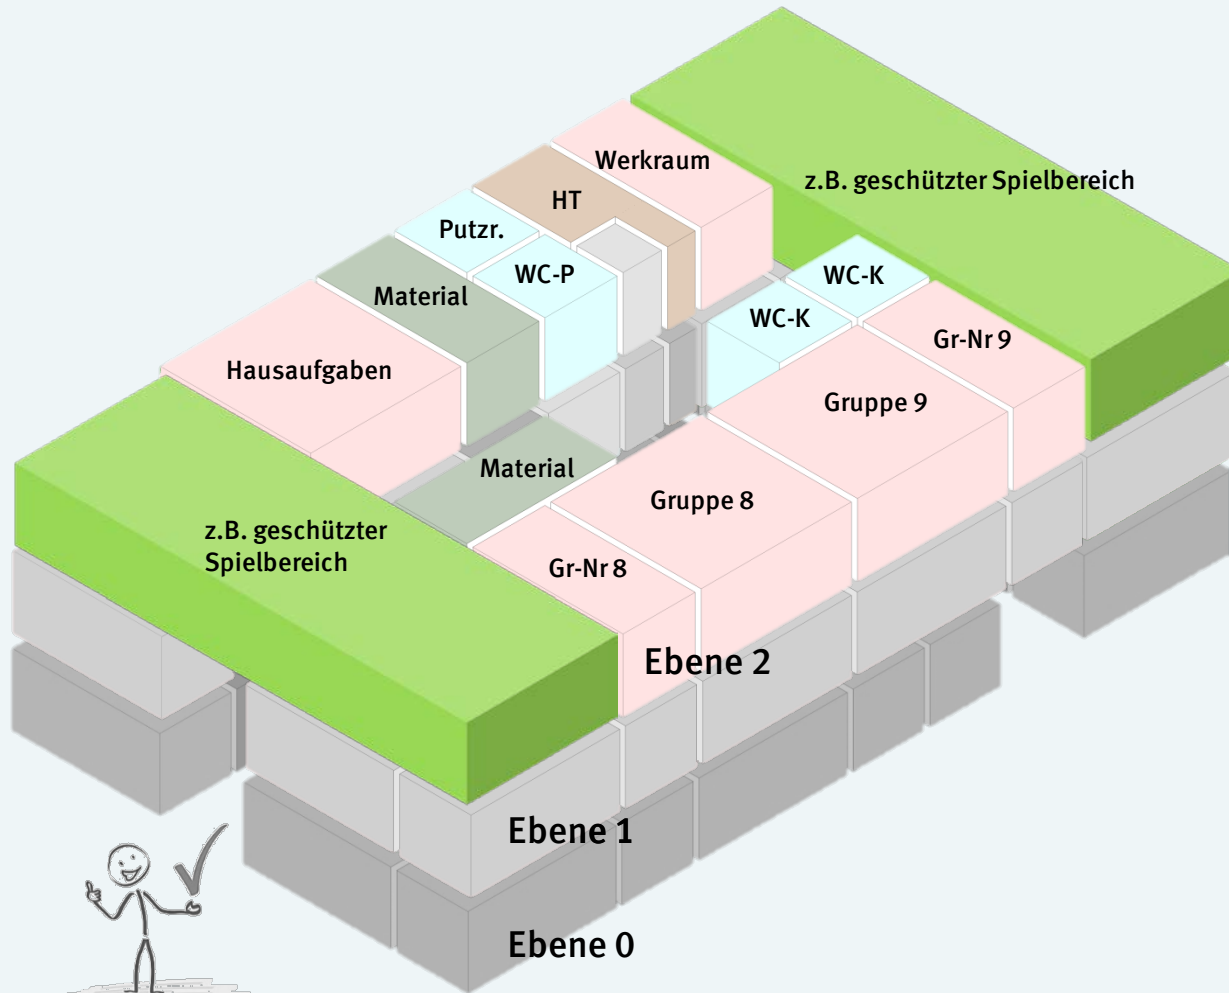 Werkraum
z.B. geschützter Spielbereich
HT
Putzr.
WC-P
WC-K
Material
WC-K
Gr-Nr 9
Hausaufgaben
Gruppe 9
Material
Gruppe 8
z.B. geschützter
Spielbereich
Gr-Nr 8
Ebene 2
Ebene 1
Ebene 0